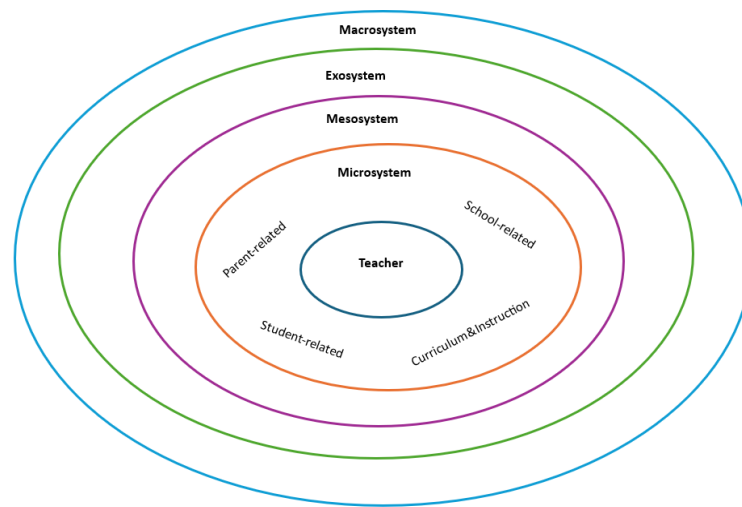 Macrosystem
Exosystem
Mesosystem
Microsystem
Parent-related
School-related
Teacher
Student-related
Curriculum&Instruction